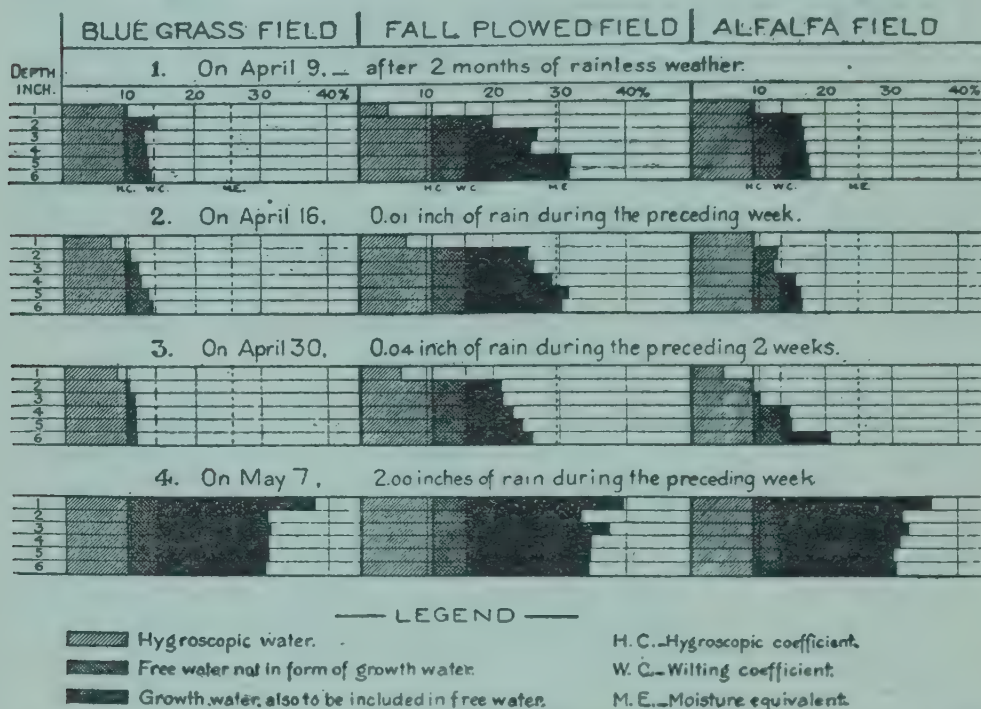 BLUE GRASS FIELD FALL PLOWED FIELD ALFALFA FIELD
DEPTH INCH. 1. On April 9. — after 2 months of rainless weather.
10 20 30 40% 10 20 30 40% 10 20 30 40%
1
2
3
4
5
6
H.C. W.C. M.E. H.C. W.C. M.E. H.C. W.C. M.E.
2. On April 16. 0.01 inch of rain during the preceding week.
1
2
3
4
5
6
3. On April 30. 0.04 inch of rain during the preceding 2 weeks.
1
2
3
4
5
6
4. On May 7, 2.00 inches of rain during the preceding week
1
2
3
4
5
6
— LEGEND —
Hygroscopic water. H.C.—Hygroscopic coefficient.
Free water not in form of growth water. W.C.—Wilting coefficient.
Growth water, also to be included in free water. M.E.—Moisture equivalent.